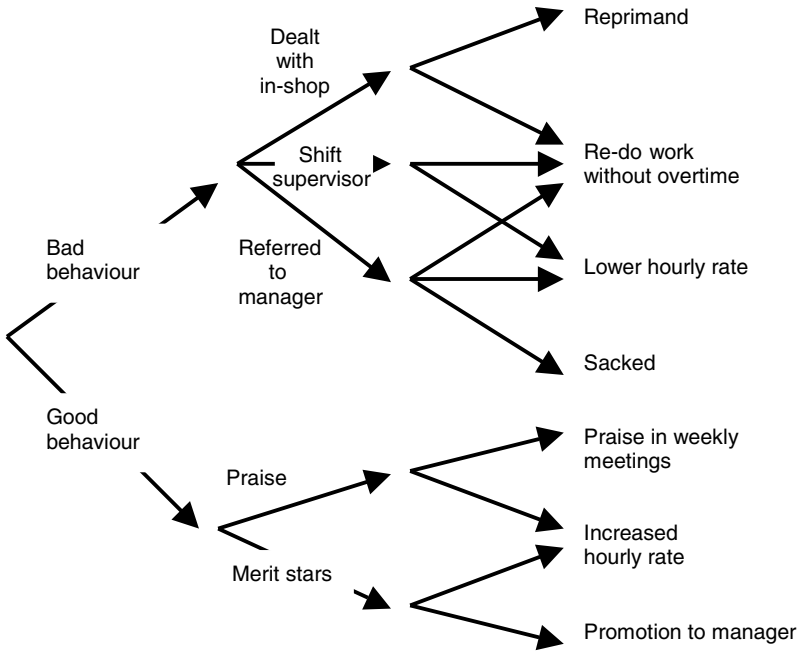 Dealt
with
in-shop
Shift
supervisor
Referred
to
manager
Bad
behaviour
Good
behaviour
Praise
Merit stars
Reprimand
Re-do work
without overtime
Lower hourly rate
Sacked
Praise in weekly
meetings
Increased
hourly rate
Promotion to manager